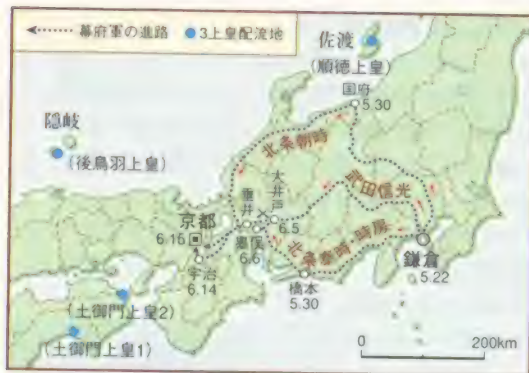 幕府軍の進路 3上皇配流地
佐渡
(順徳上皇)
国府
5.30
隠岐
(後鳥羽上皇)
北条朝時
武田信光
大井戸
6.5
垂井
墨俣
6.6
北条泰時・時房
京都
6.15
宇治
6.14
橋本
5.30
鎌倉
5.22
(土御門上皇2)
(土御門上皇1)
0 200km